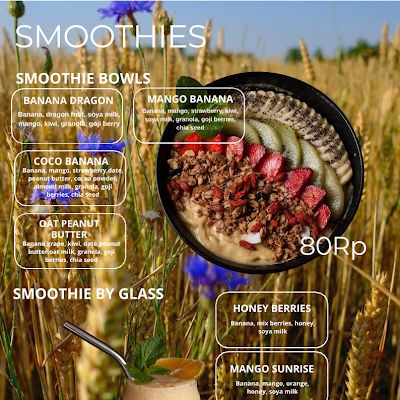 SMOOTHIES
SMOOTHIE BOWLS
BANANA DRAGON
Banana, dragon fruit, soya milk,
mango, kiwi, granola, goji berry
MANGO BANANA
Banana, mango, strawberry, kiwi,
soya milk, granola, goji berries,
chia seed
COCO BANANA
Banana, mango, strawberry,date,
peanut butter, cocoa powder,
almond milk, granola, goji
berries, chia seed
OAT PEANUT
BUTTER
Banana,grape, kiwi, date,peanut
butter,oat milk, granola, goji
berries, chia seed
80Rp
SMOOTHIE BY GLASS
HONEY BERRIES
Banana, mix berries, honey,
soya milk
MANGO SUNRISE
Banana, mango, orange,
honey, soya milk